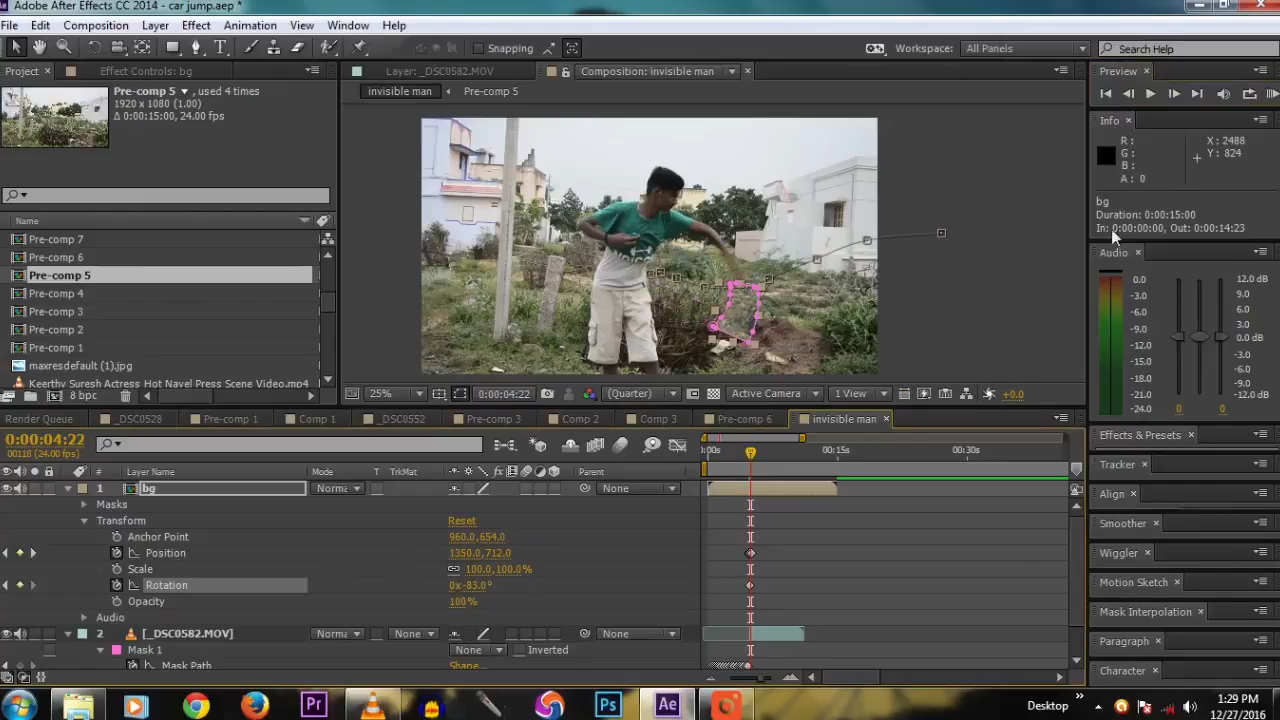 Adobe After Effects CC 2014 - car jump.aep *
File Edit Composition Layer Effect Animation View Window Help
Snapping
Workspace: All Panels
Search Help
Project
Effect Controls: bg
Layer: _DSC0582.MOV
Composition: invisible man
Preview
Pre-comp 5 , used 4 times
1920 x 1080 (1.00)
Δ 0:00:15:00, 24.00 fps
invisible man Pre-comp 5
Info
R :
G :
B :
A : 0
X : 2488
Y : 824
bg
Duration: 0:00:15:00
In: 0:00:00:00, Out: 0:00:14:23
Name
Pre-comp 7
Pre-comp 6
Pre-comp 5
Pre-comp 4
Pre-comp 3
Pre-comp 2
Pre-comp 1
maxresdefault (1).jpg
Keerthy Suresh Actress Hot Navel Press Scene Video.mp4
8 bpc
Audio
0.0
-3.0
-6.0
-9.0
-12.0
-15.0
-18.0
-21.0
-24.0
12.0 dB
9.0
6.0
3.0
0.0 dB
-3.0
-6.0
-9.0
-12.0 dB
0 0
25% 0:00:04:22 (Quarter) Active Camera 1 View +0.0
Render Queue _DSC0528 Pre-comp 1 Comp 1 _DSC0552 Pre-comp 3 Comp 2 Comp 3 Pre-comp 6 invisible man
0:00:04:22
00118 (24.00 fps)
:00s 00:15s 00:30s
# Layer Name Mode T TrkMat Parent
1 bg Norma None
Masks
Transform Reset
Anchor Point 960.0,654.0
Position 1350.0,712.0
Scale 100.0,100.0%
Rotation 0x-83.0°
Opacity 100%
Audio
2 [_DSC0582.MOV] Norma None None
Mask 1 None Inverted
Mask Path Shape...
Effects & Presets
Tracker
Align
Smoother
Wiggler
Motion Sketch
Mask Interpolation
Paragraph
Character
Pr
Ps
Ae
Desktop
1:29 PM
12/27/2016